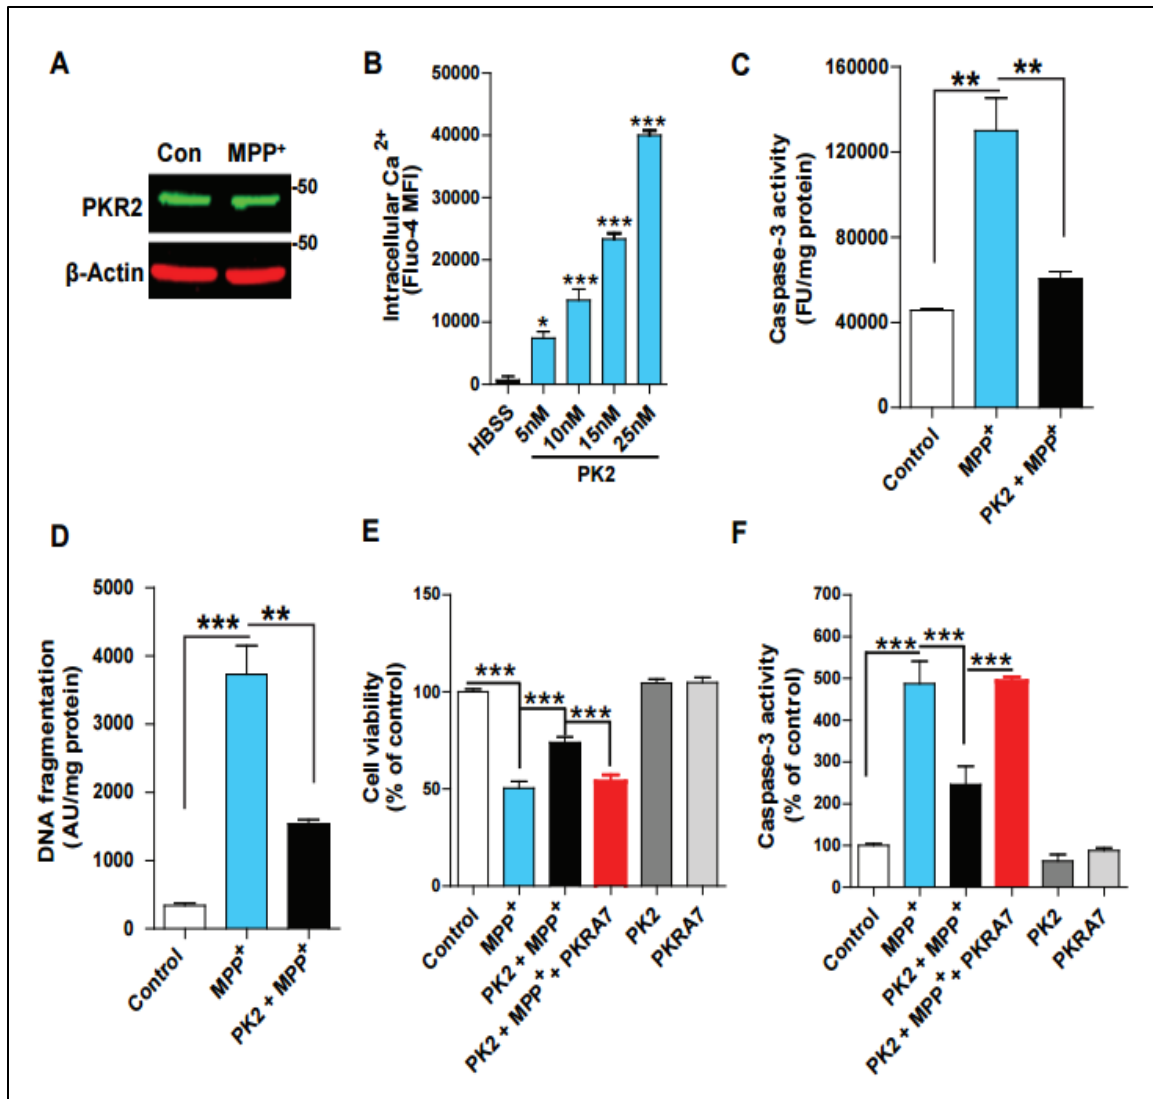 A
Con MPP+
PKR2
-50
-50
β-Actin
B
Intracellular Ca2+
(Fluo-4 MFI)
50000
40000
30000
20000
10000
0
*
***
***
***
HBSS
5nM
10nM
15nM
25nM
PK2
C
Caspase-3 activity
(FU/mg protein)
160000
120000
80000
40000
0
**
**
Control
MPP+
PK2 + MPP+
D
DNA fragmentation
(AU/mg protein)
5000
4000
3000
2000
1000
0
***
**
Control
MPP+
PK2 + MPP+
E
Cell viability
(% of control)
150
100
50
0
***
***
***
Control
MPP+
PK2 + MPP+
PK2 + MPP+ + PKRA7
PK2
PKRA7
F
Caspase-3 activity
(% of control)
700
600
500
400
300
200
100
0
***
***
***
Control
MPP+
PK2 + MPP+
PK2 + MPP+ + PKRA7
PK2
PKRA7